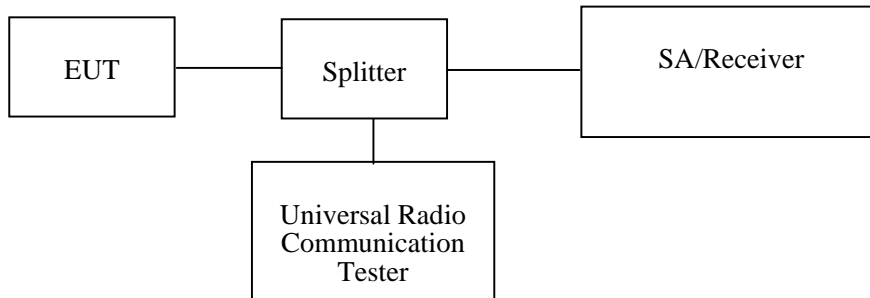 EUT
Splitter
SA/Receiver
Universal Radio
Communication
Tester